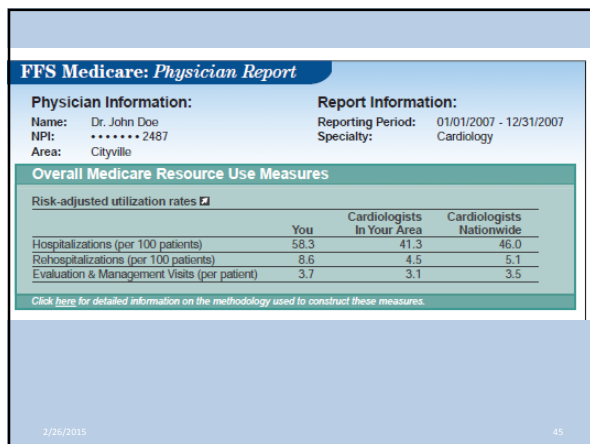 FFS Medicare: Physician Report
Physician Information:
Name: Dr. John Doe
NPI: • • • • • • • 2487
Area: Cityville
Report Information:
Reporting Period: 01/01/2007 - 12/31/2007
Specialty: Cardiology
Overall Medicare Resource Use Measures
Risk-adjusted utilization rates
You Cardiologists In Your Area Cardiologists Nationwide
Hospitalizations (per 100 patients) 58.3 41.3 46.0
Rehospitalizations (per 100 patients) 8.6 4.5 5.1
Evaluation & Management Visits (per patient) 3.7 3.1 3.5
Click here for detailed information on the methodology used to construct these measures.
2/26/2015 45